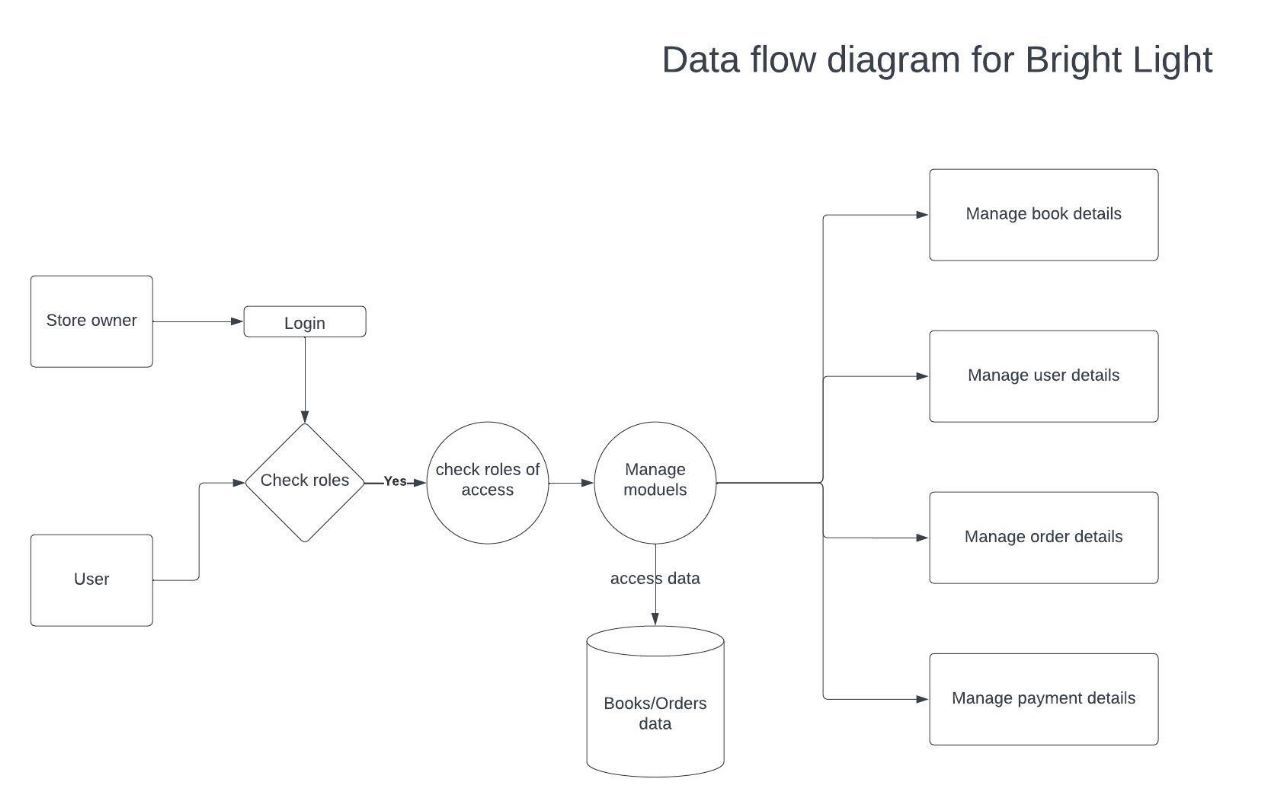 Data flow diagram for Bright Light
Manage book details
Store owner
Login
Manage user details
Check roles
Yes
check roles of
access
Manage
moduels
Manage order details
User
access data
Books/Orders
data
Manage payment details